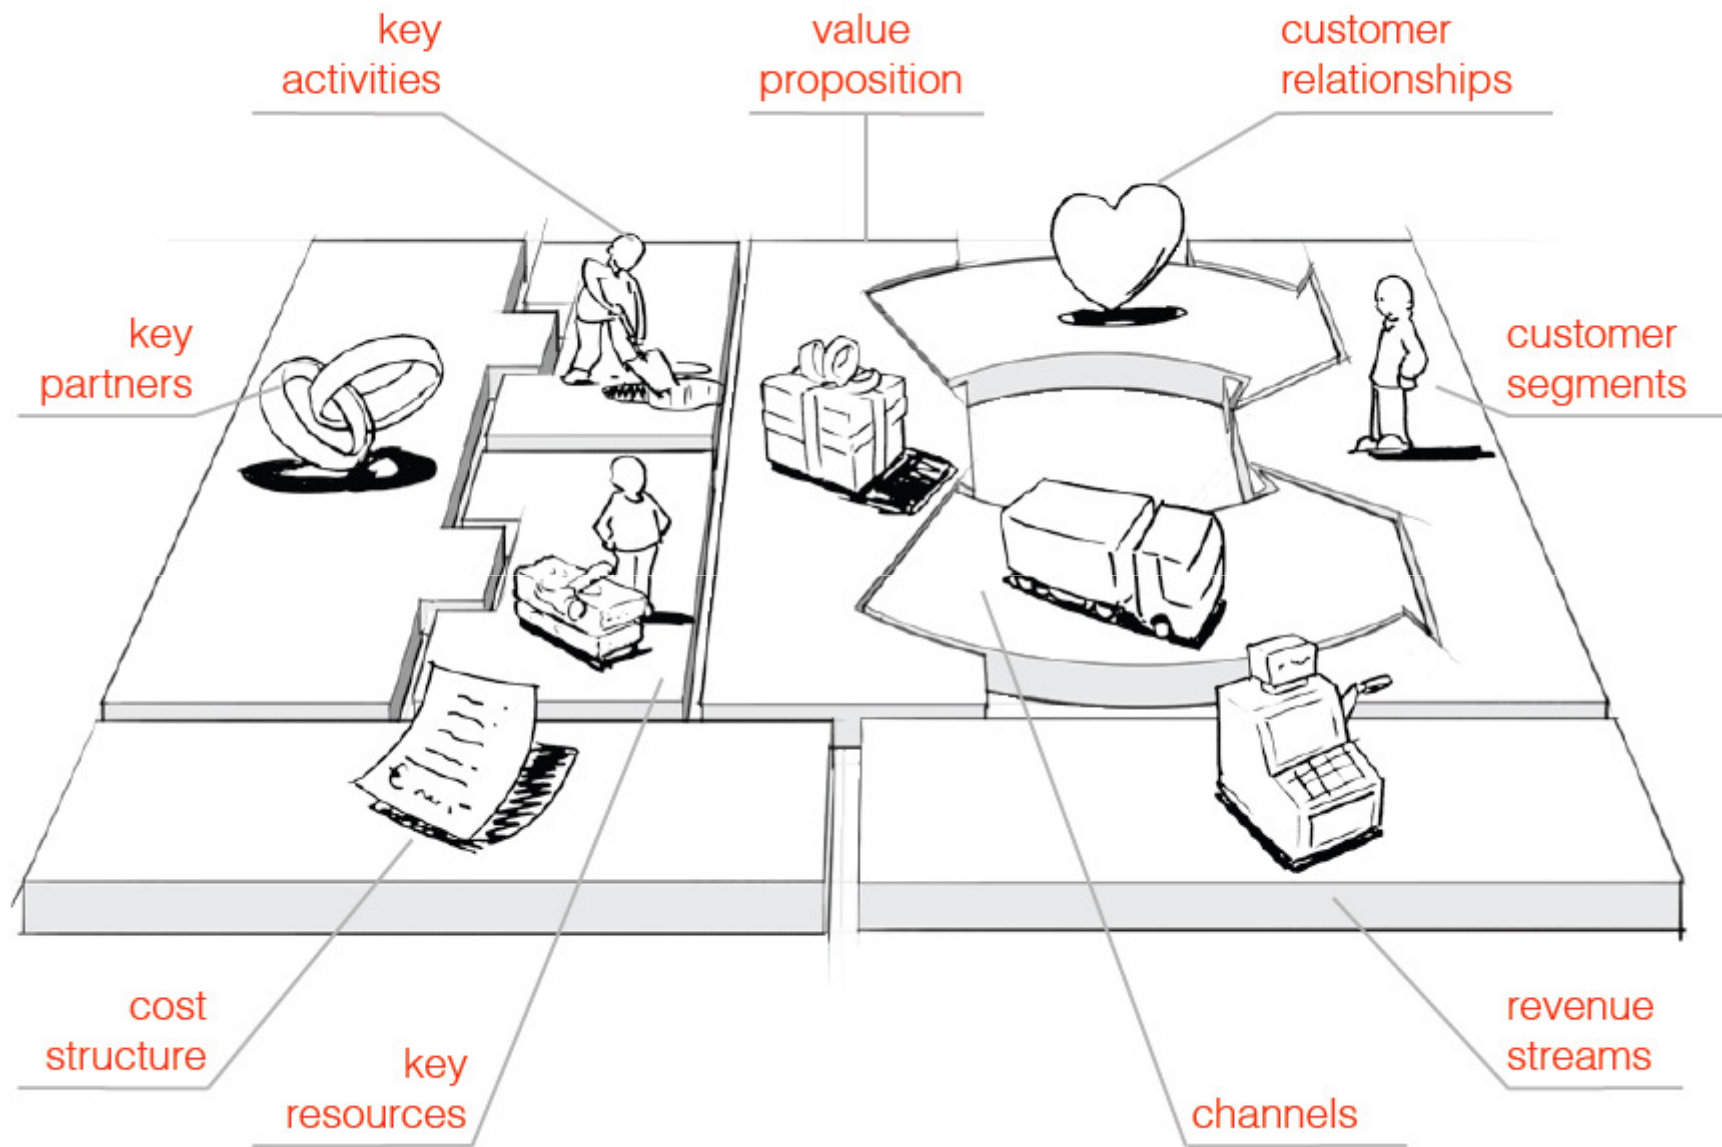 key
activities
value
proposition
customer
relationships
key
partners
customer
segments
cost
structure
key
resources
channels
revenue
streams